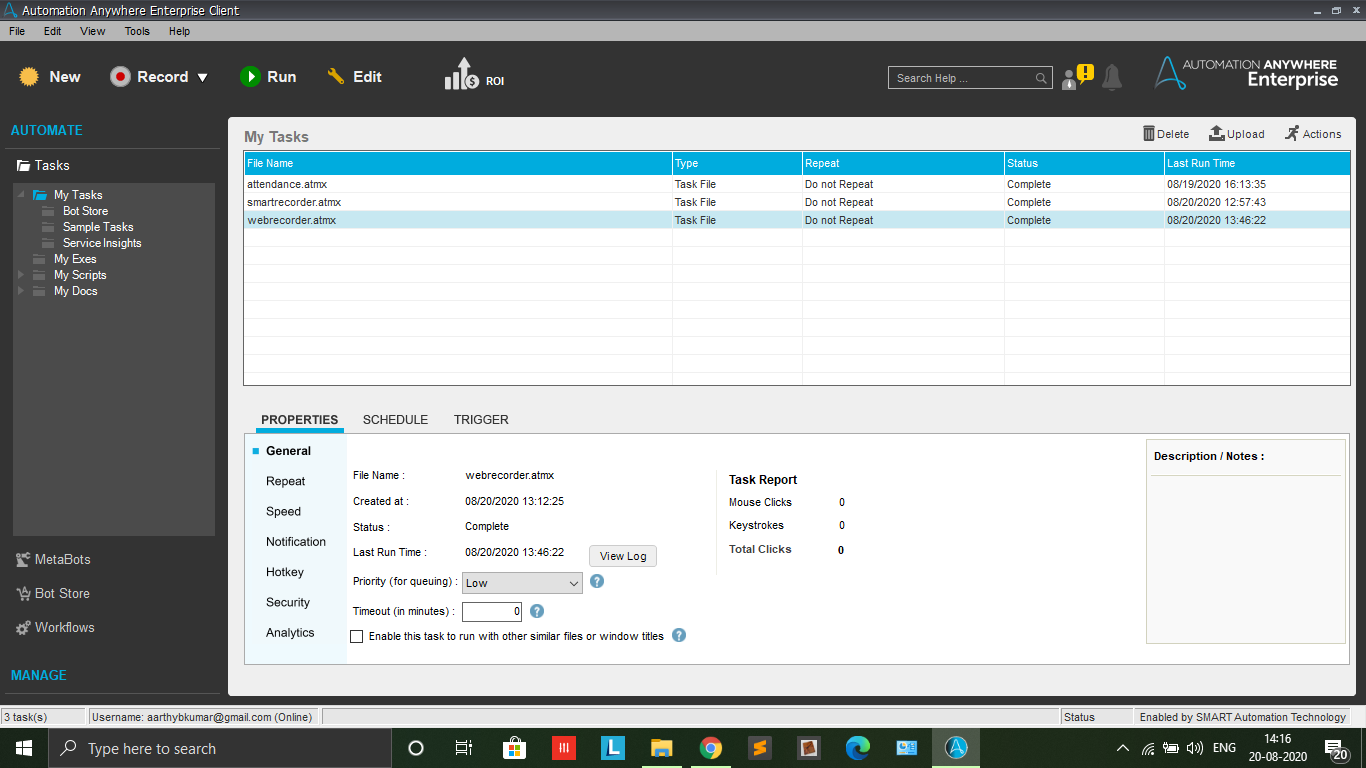 Automation Anywhere Enterprise Client
File Edit View Tools Help
New Record Run Edit ROI Search Help ... AUTOMATION ANYWHERE
Enterprise
AUTOMATE
Tasks
My Tasks
Bot Store
Sample Tasks
Service Insights
My Exes
My Scripts
My Docs
MetaBots
Bot Store
Workflows
MANAGE
My Tasks Delete Upload Actions
File Name Type Repeat Status Last Run Time
attendance.atmx Task File Do not Repeat Complete 08/19/2020 16:13:35
smartrecorder.atmx Task File Do not Repeat Complete 08/20/2020 12:57:43
webrecorder.atmx Task File Do not Repeat Complete 08/20/2020 13:46:22
PROPERTIES SCHEDULE TRIGGER
General
Repeat
Speed
Notification
Hotkey
Security
Analytics
File Name : webrecorder.atmx
Created at : 08/20/2020 13:12:25
Status : Complete
Last Run Time : 08/20/2020 13:46:22 View Log
Priority (for queuing) : Low ?
Timeout (in minutes) : 0 ?
Enable this task to run with other similar files or window titles ?
Task Report
Mouse Clicks 0
Keystrokes 0
Total Clicks 0
Description / Notes :
3 task(s) Username: aarthybkumar@gmail.com (Online) Status Enabled by SMART Automation Technology
Type here to search L ENG 14:16
20-08-2020 20